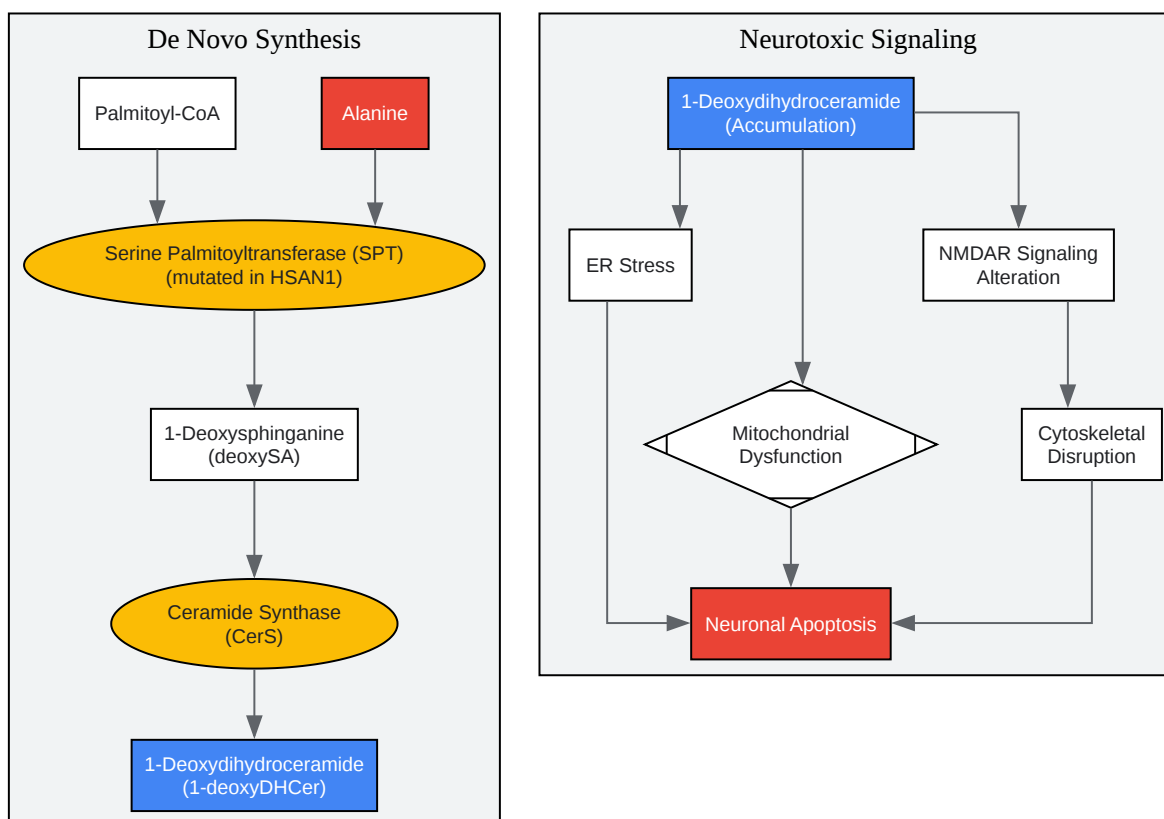 De Novo Synthesis
Palmitoyl-CoA
Alanine
Serine Palmitoyltransferase (SPT)
(mutated in HSAN1)
1-Deoxysphinganine
(deoxySA)
Ceramide Synthase
(CerS)
1-Deoxydihydroceramide
(1-deoxyDHCer)
Neurotoxic Signaling
1-Deoxydihydroceramide
(Accumulation)
ER Stress
NMDAR Signaling
Alteration
Mitochondrial
Dysfunction
Cytoskeletal
Disruption
Neuronal Apoptosis